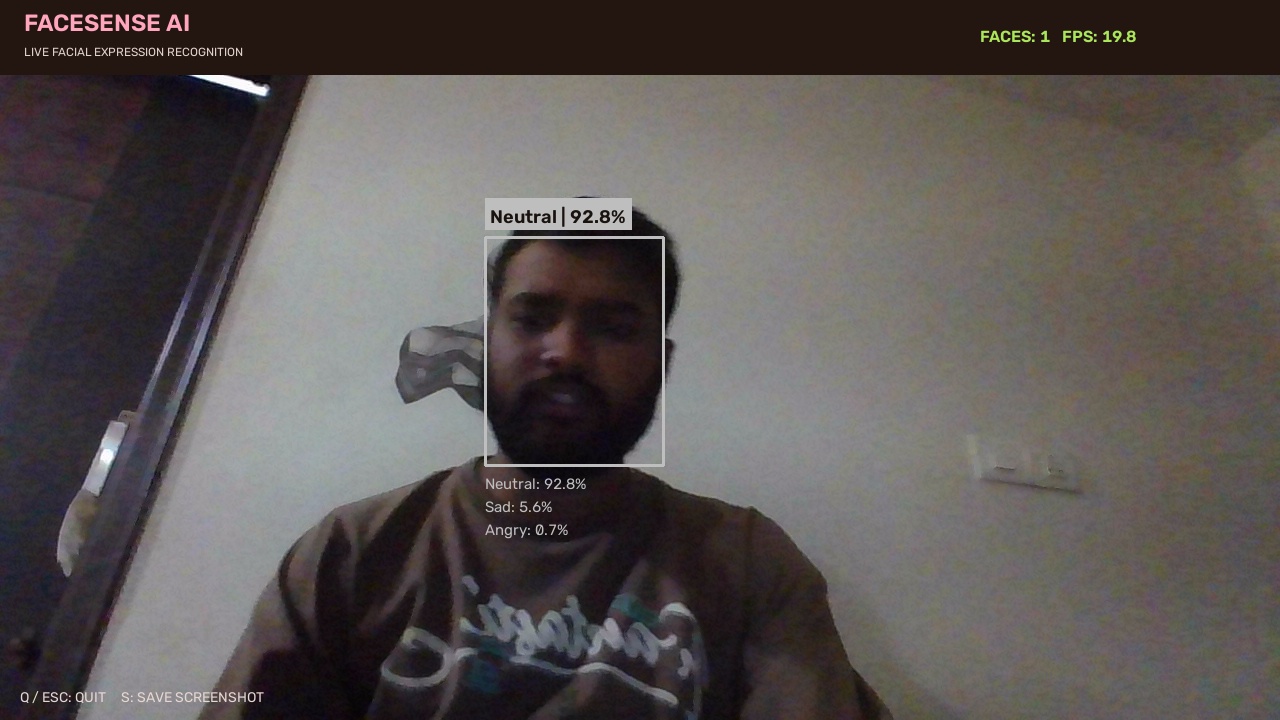 FACESENSE AI
LIVE FACIAL EXPRESSION RECOGNITION
FACES: 1 FPS: 19.8
Neutral | 92.8%
Neutral: 92.8%
Sad: 5.6%
Angry: 0.7%
Fantastic
Q / ESC: QUIT S: SAVE SCREENSHOT